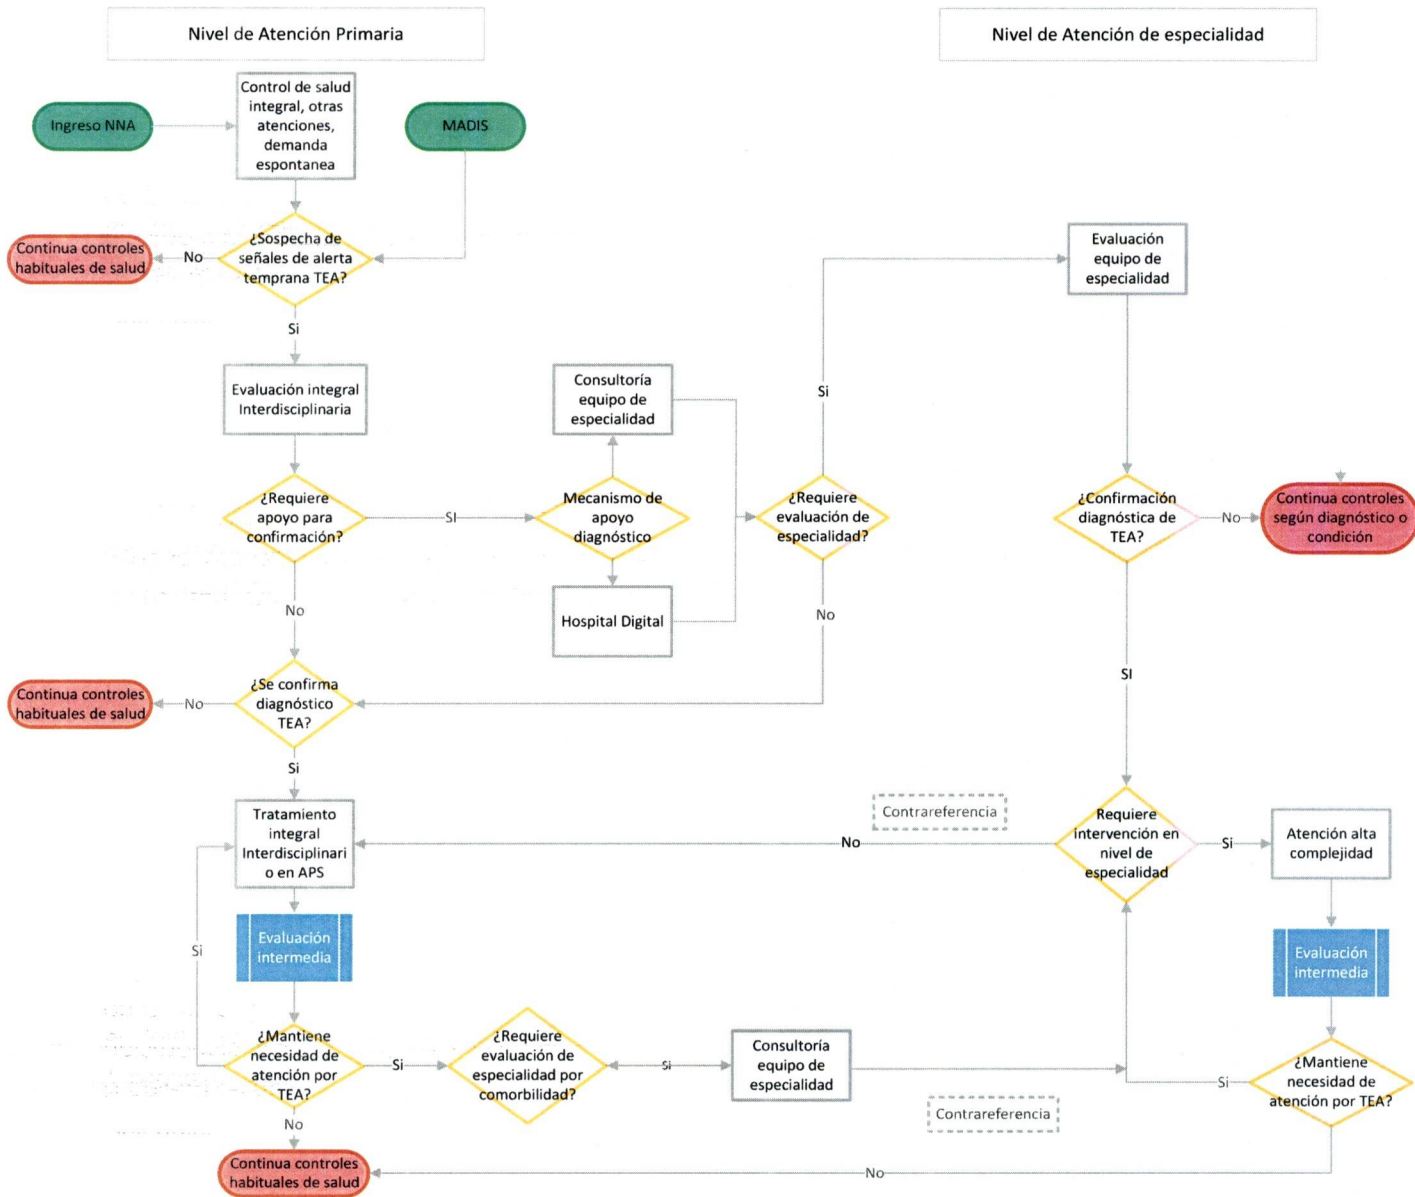 Nivel de Atención Primaria
Nivel de Atención de especialidad
Ingreso NNA
Control de salud
integral, otras
atenciones,
demanda
espontanea
MADIS
¿Sospecha de
señales de alerta
temprana TEA?
No
Continua controles
habituales de salud
Si
Evaluación integral
Interdisciplinaria
¿Requiere
apoyo para
confirmación?
SI
Mecanismo de
apoyo
diagnóstico
Consultoría
equipo de
especialidad
Hospital Digital
¿Requiere
evaluación de
especialidad?
Si
No
Evaluación
equipo de
especialidad
¿Confirmación
diagnóstica de
TEA?
No
Continua controles
según diagnóstico o
condición
SI
No
¿Se confirma
diagnóstico
TEA?
No
Continua controles
habituales de salud
Si
Tratamiento
integral
Interdisciplinari
o en APS
Contrareferencia
No
Requiere
intervención en
nivel de
especialidad
Si
Atención alta
complejidad
Evaluación
intermedia
Si
Evaluación
intermedia
¿Mantiene
necesidad de
atención por
TEA?
Si
¿Requiere
evaluación de
especialidad por
comorbilidad?
si
Consultoría
equipo de
especialidad
Contrareferencia
Si
¿Mantiene
necesidad de
atención por TEA?
No
Continua controles
habituales de salud
No